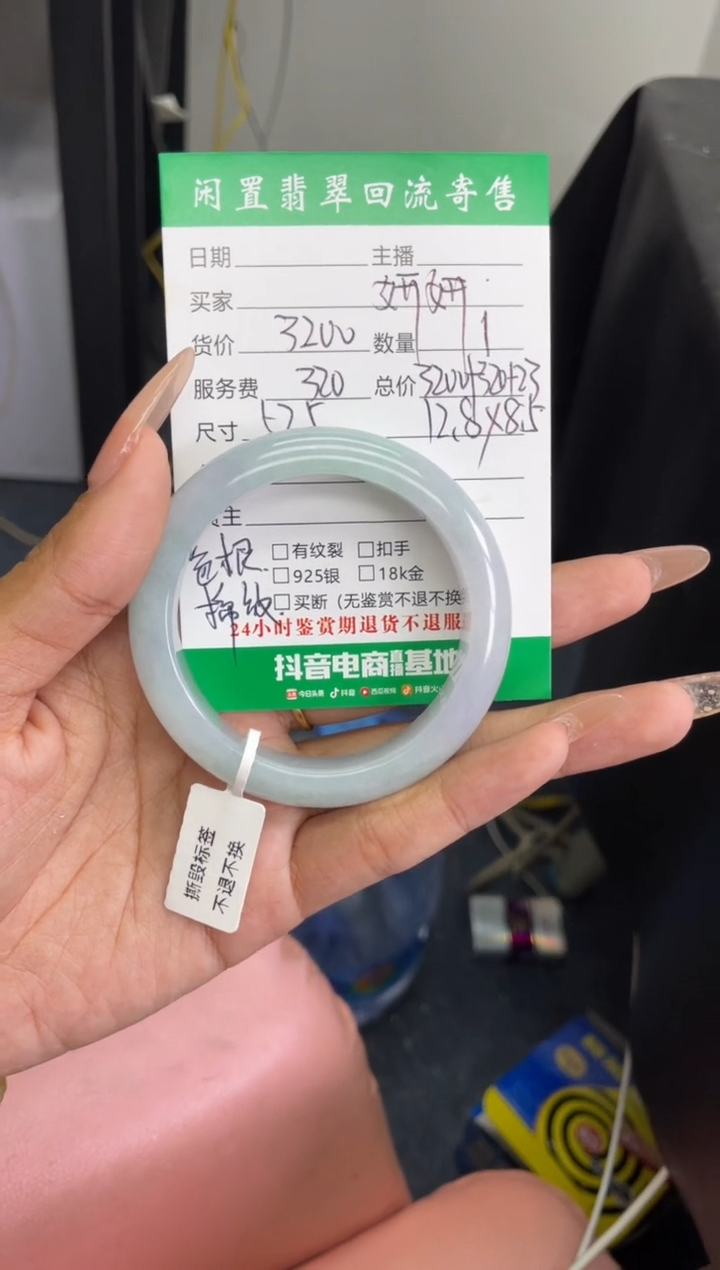 闲置翡翠回流寄售
日期 主播
买家 妍妍
货价 3200 数量 1
服务费 320 总价 3200+320+23
尺寸 57.5 12.8×8.5
主
色根 □有纹裂 □扣手
□925银 □18k金
棉纹 □买断（无鉴赏不退不换
24小时鉴赏期退货不退服
抖音电商直播基地
今日头条 抖音 西瓜视频 抖音火
撕毁标签
不退不换